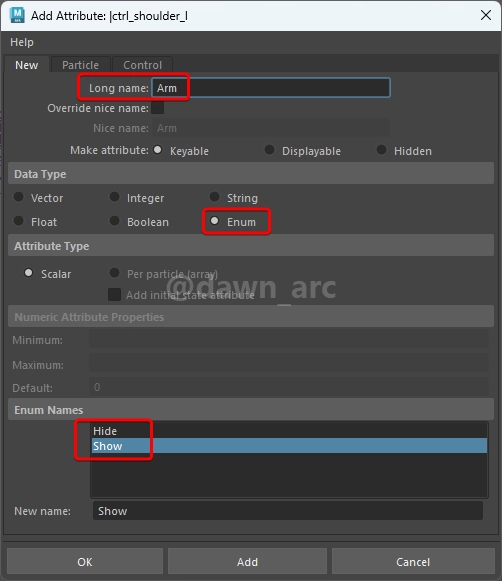 Add Attribute: |ctrl_shoulder_l
Help
New Particle Control
Long name: Arm
Override nice name:
Nice name: Arm
Make attribute: Keyable Displayable Hidden
Data Type
Vector Integer String
Float Boolean Enum
Attribute Type
Scalar Per particle (array)
@dawn_arc
Add initial state attribute
Numeric Attribute Properties
Minimum:
Maximum:
Default: 0
Enum Names
Hide
Show
New name: Show
OK Add Cancel